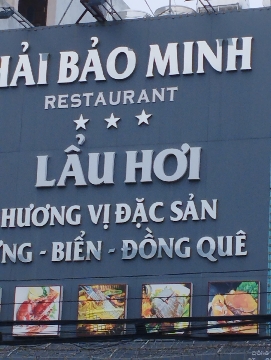 HẢI BẢO MINH
RESTAURANT
LẨU HƠI
HƯƠNG VỊ ĐẶC SẢN
- BIỂN - ĐỒNG QUÊ